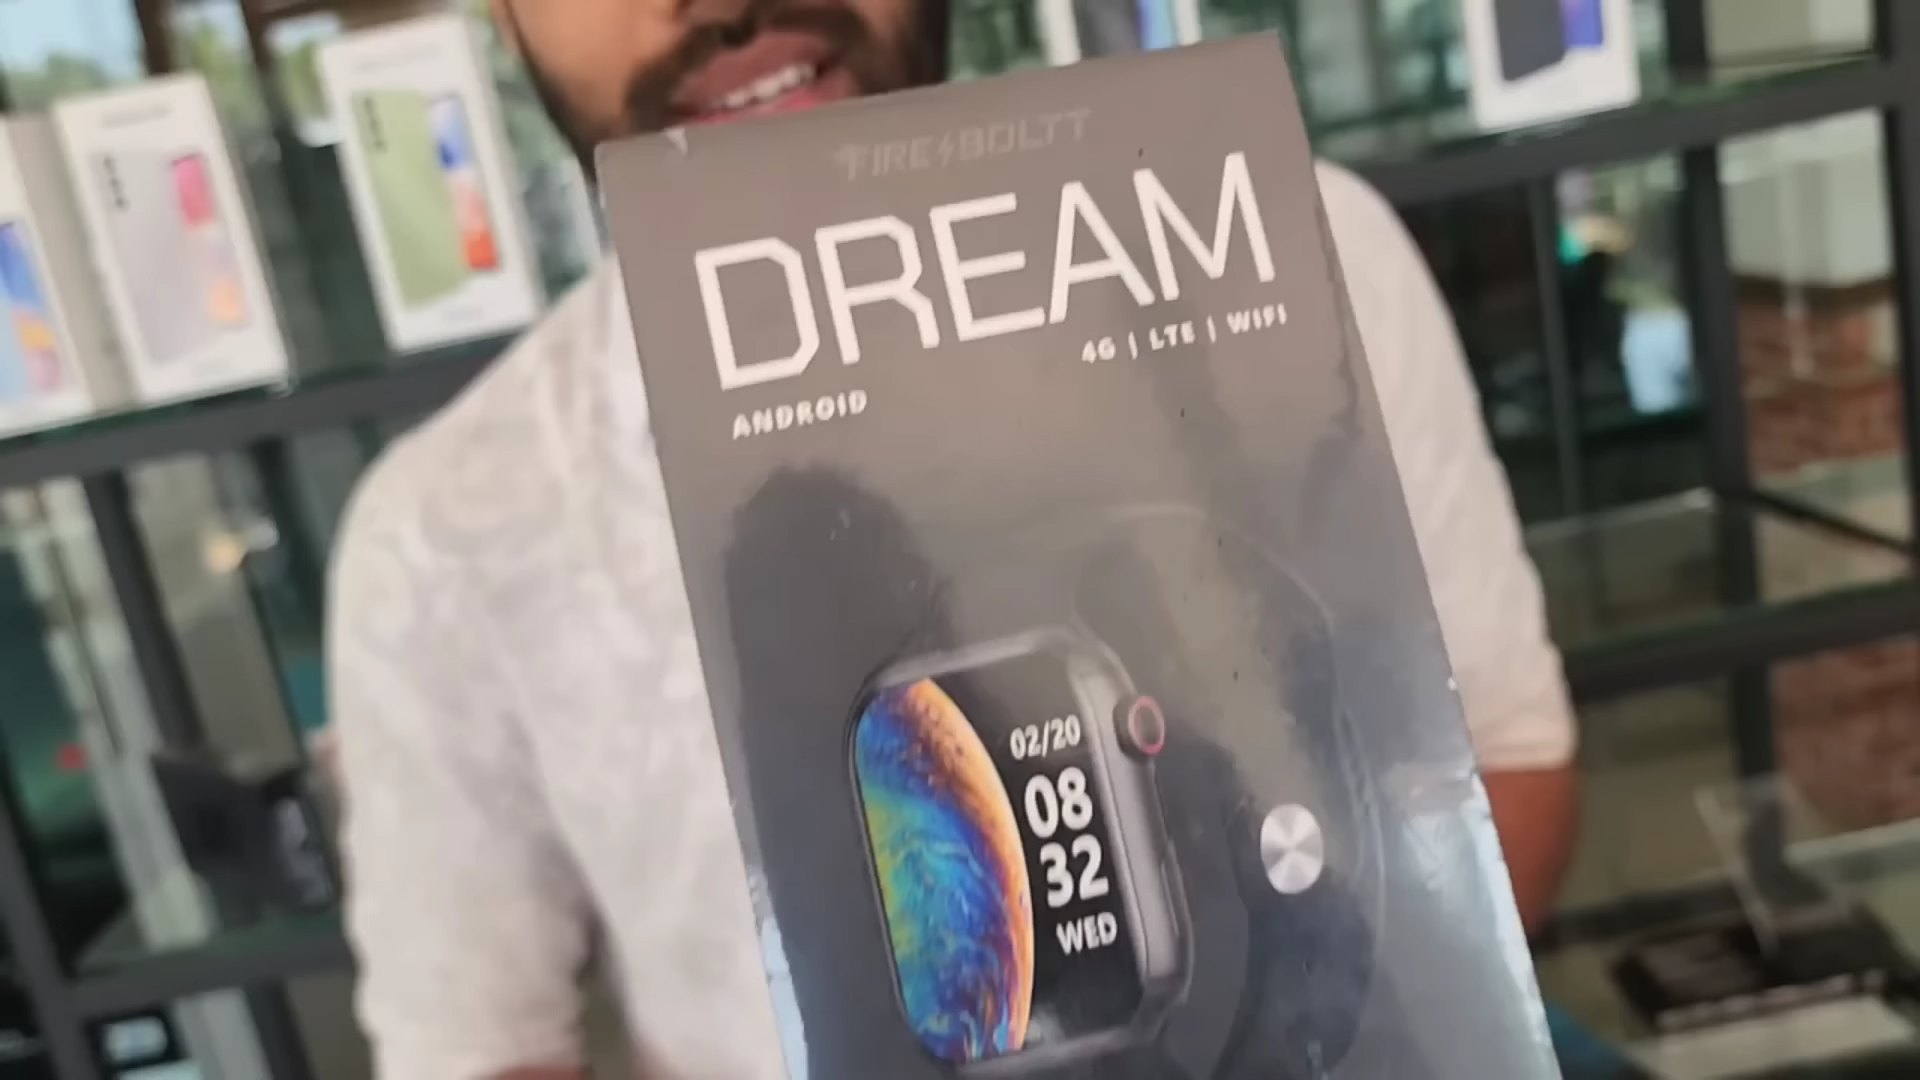 FIRE BOLTT
DREAM
4G | LTE | WIFI
ANDROID
02/20
08
32
WED